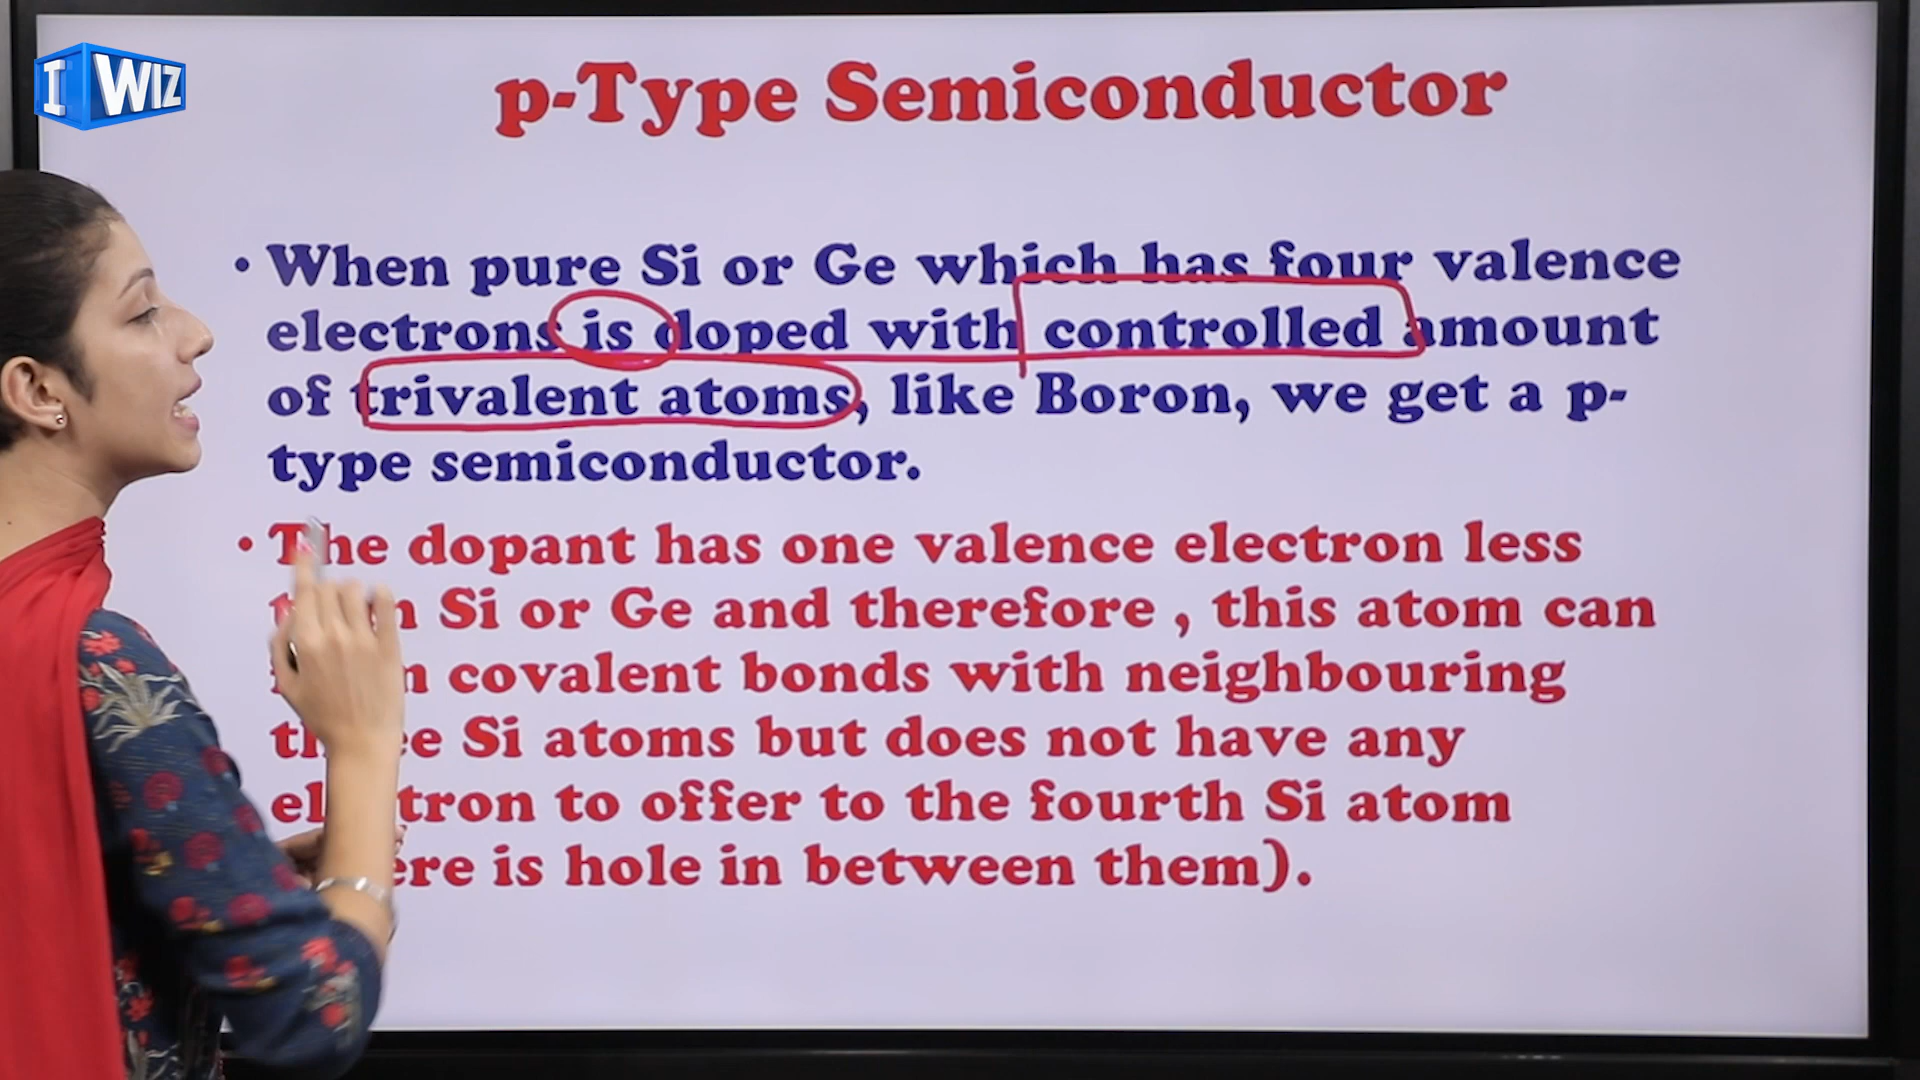 I WIZ
p-Type Semiconductor
• When pure Si or Ge which has four valence
electrons is doped with controlled amount
of trivalent atoms, like Boron, we get a p-
type semiconductor.
• The dopant has one valence electron less
Si or Ge and therefore , this atom can
covalent bonds with neighbouring
Si atoms but does not have any
to offer to the fourth Si atom
is hole in between them).